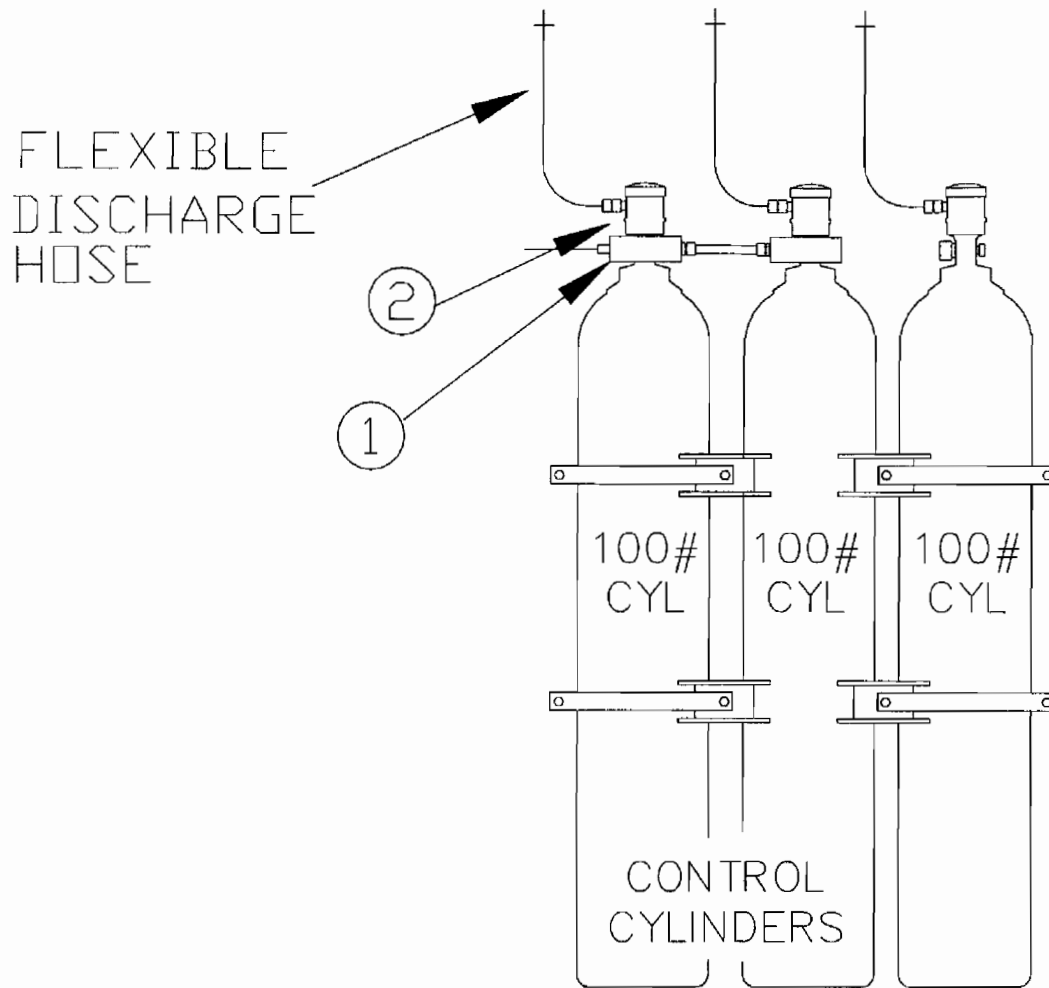 FLEXIBLE
DISCHARGE
HOSE
2
1
100#
CYL
100#
CYL
100#
CYL
CONTROL
CYLINDERS